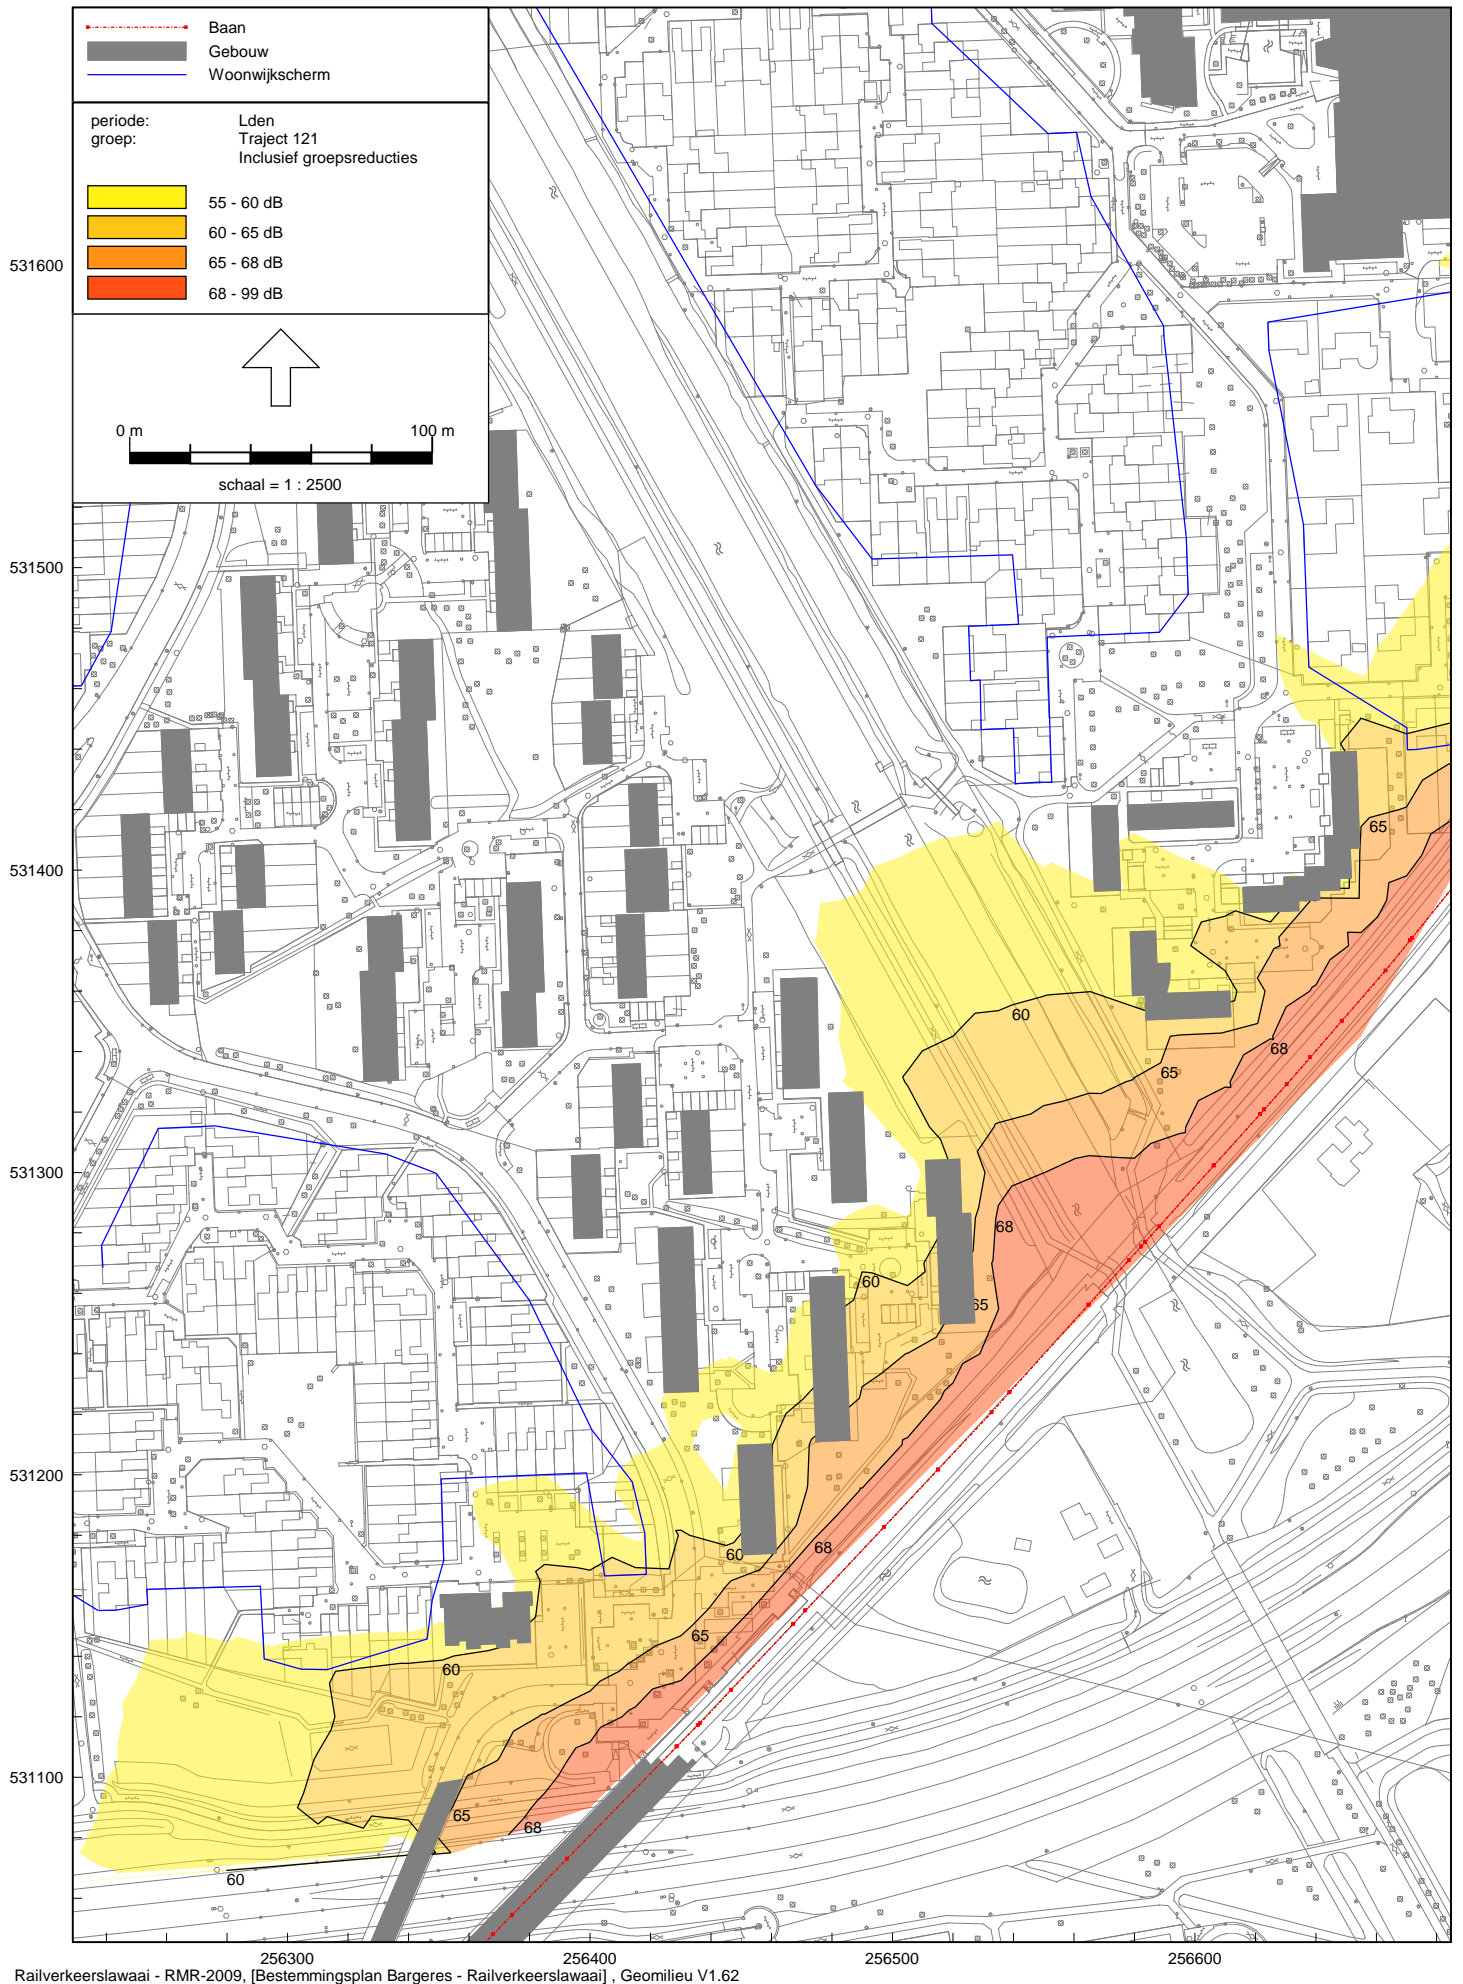 Baan
Gebouw
Woonwijkscherm
periode: Lden
groep: Traject 121
Inclusief groepsreducties
55 - 60 dB
60 - 65 dB
65 - 68 dB
68 - 99 dB
0 m 100 m
schaal = 1 : 2500
531600
531500
531400
531300
531200
531100
65
60
68
65
68
60
65
60
68
65
60
65
68
60
256300 256400 256500 256600
Railverkeerslawaai - RMR-2009, [Bestemmingsplan Bargeres - Railverkeerslawaai] , Geomilieu V1.62